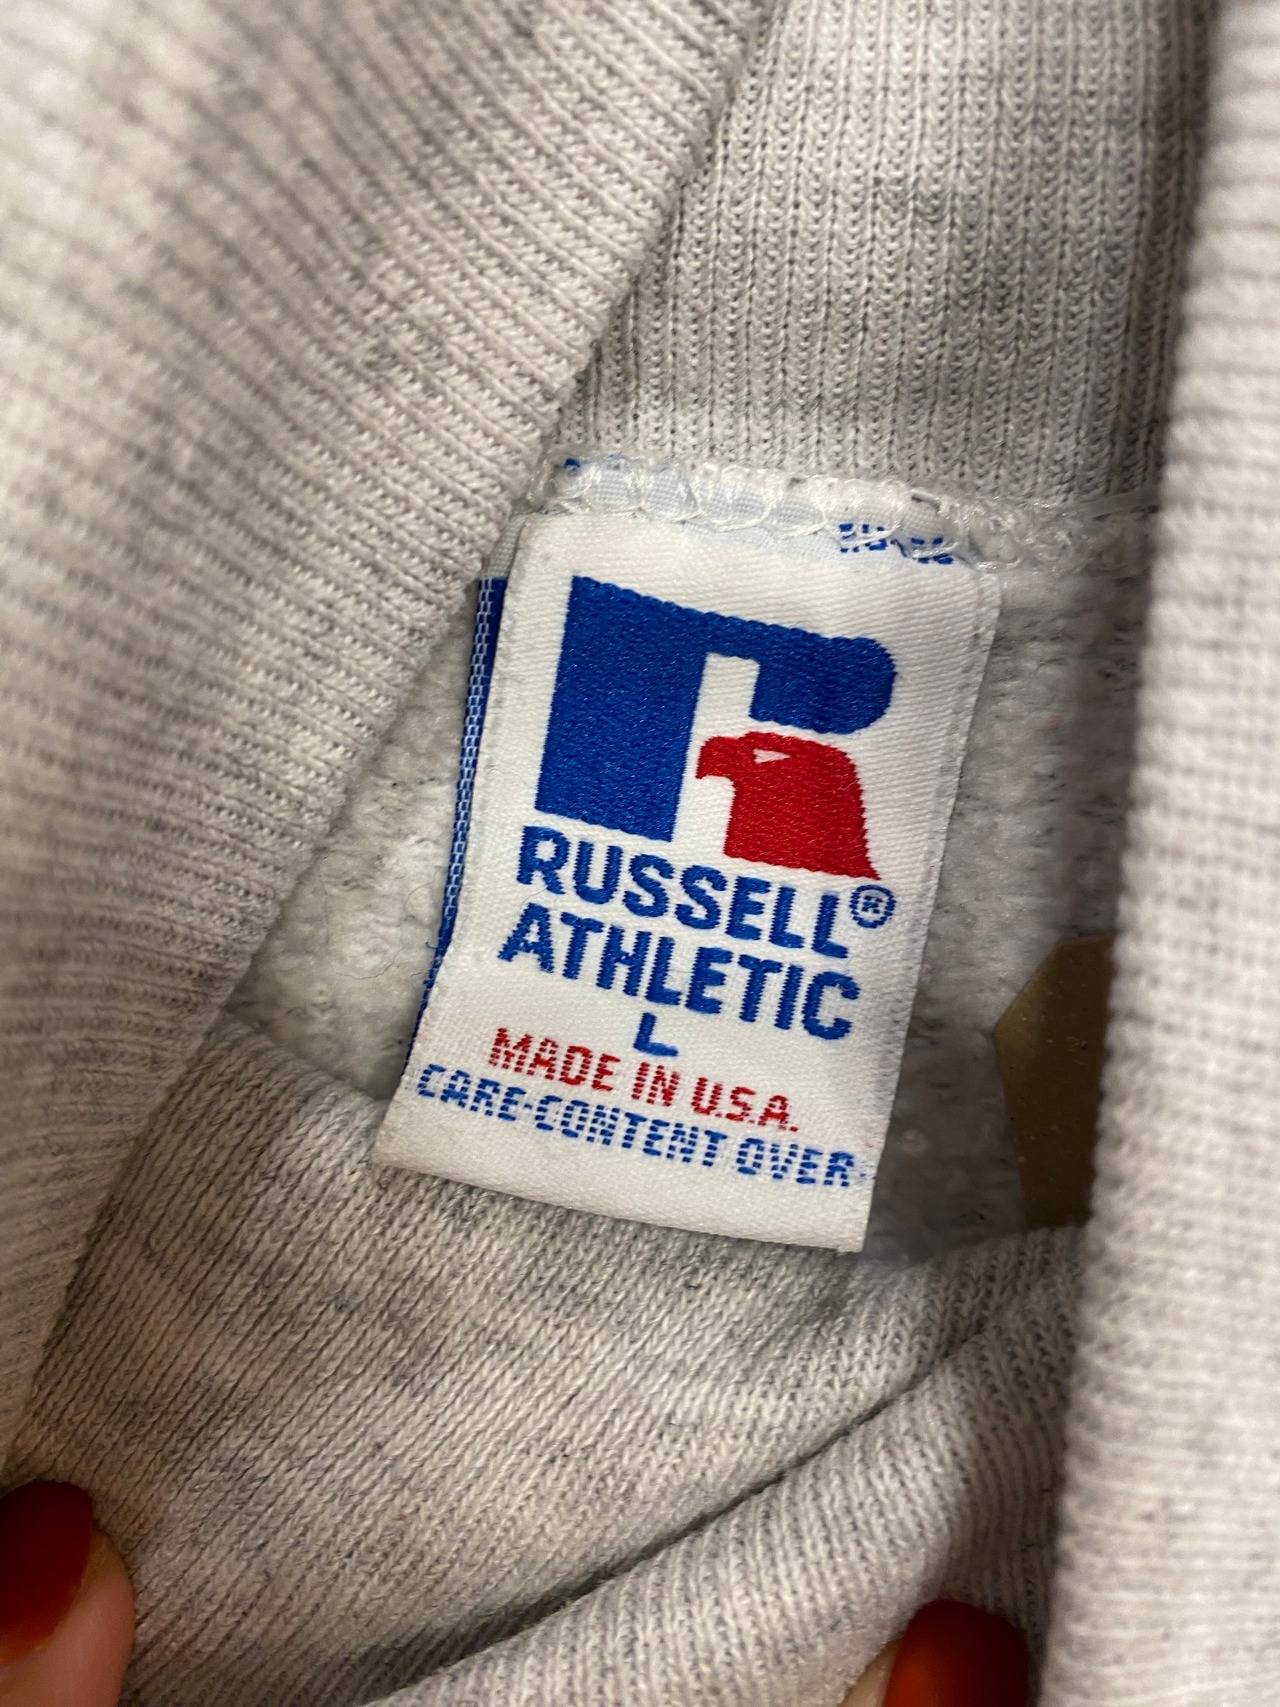 RUSSELL®
ATHLETIC
L
MADE IN U.S.A.
CARE-CONTENT OVER